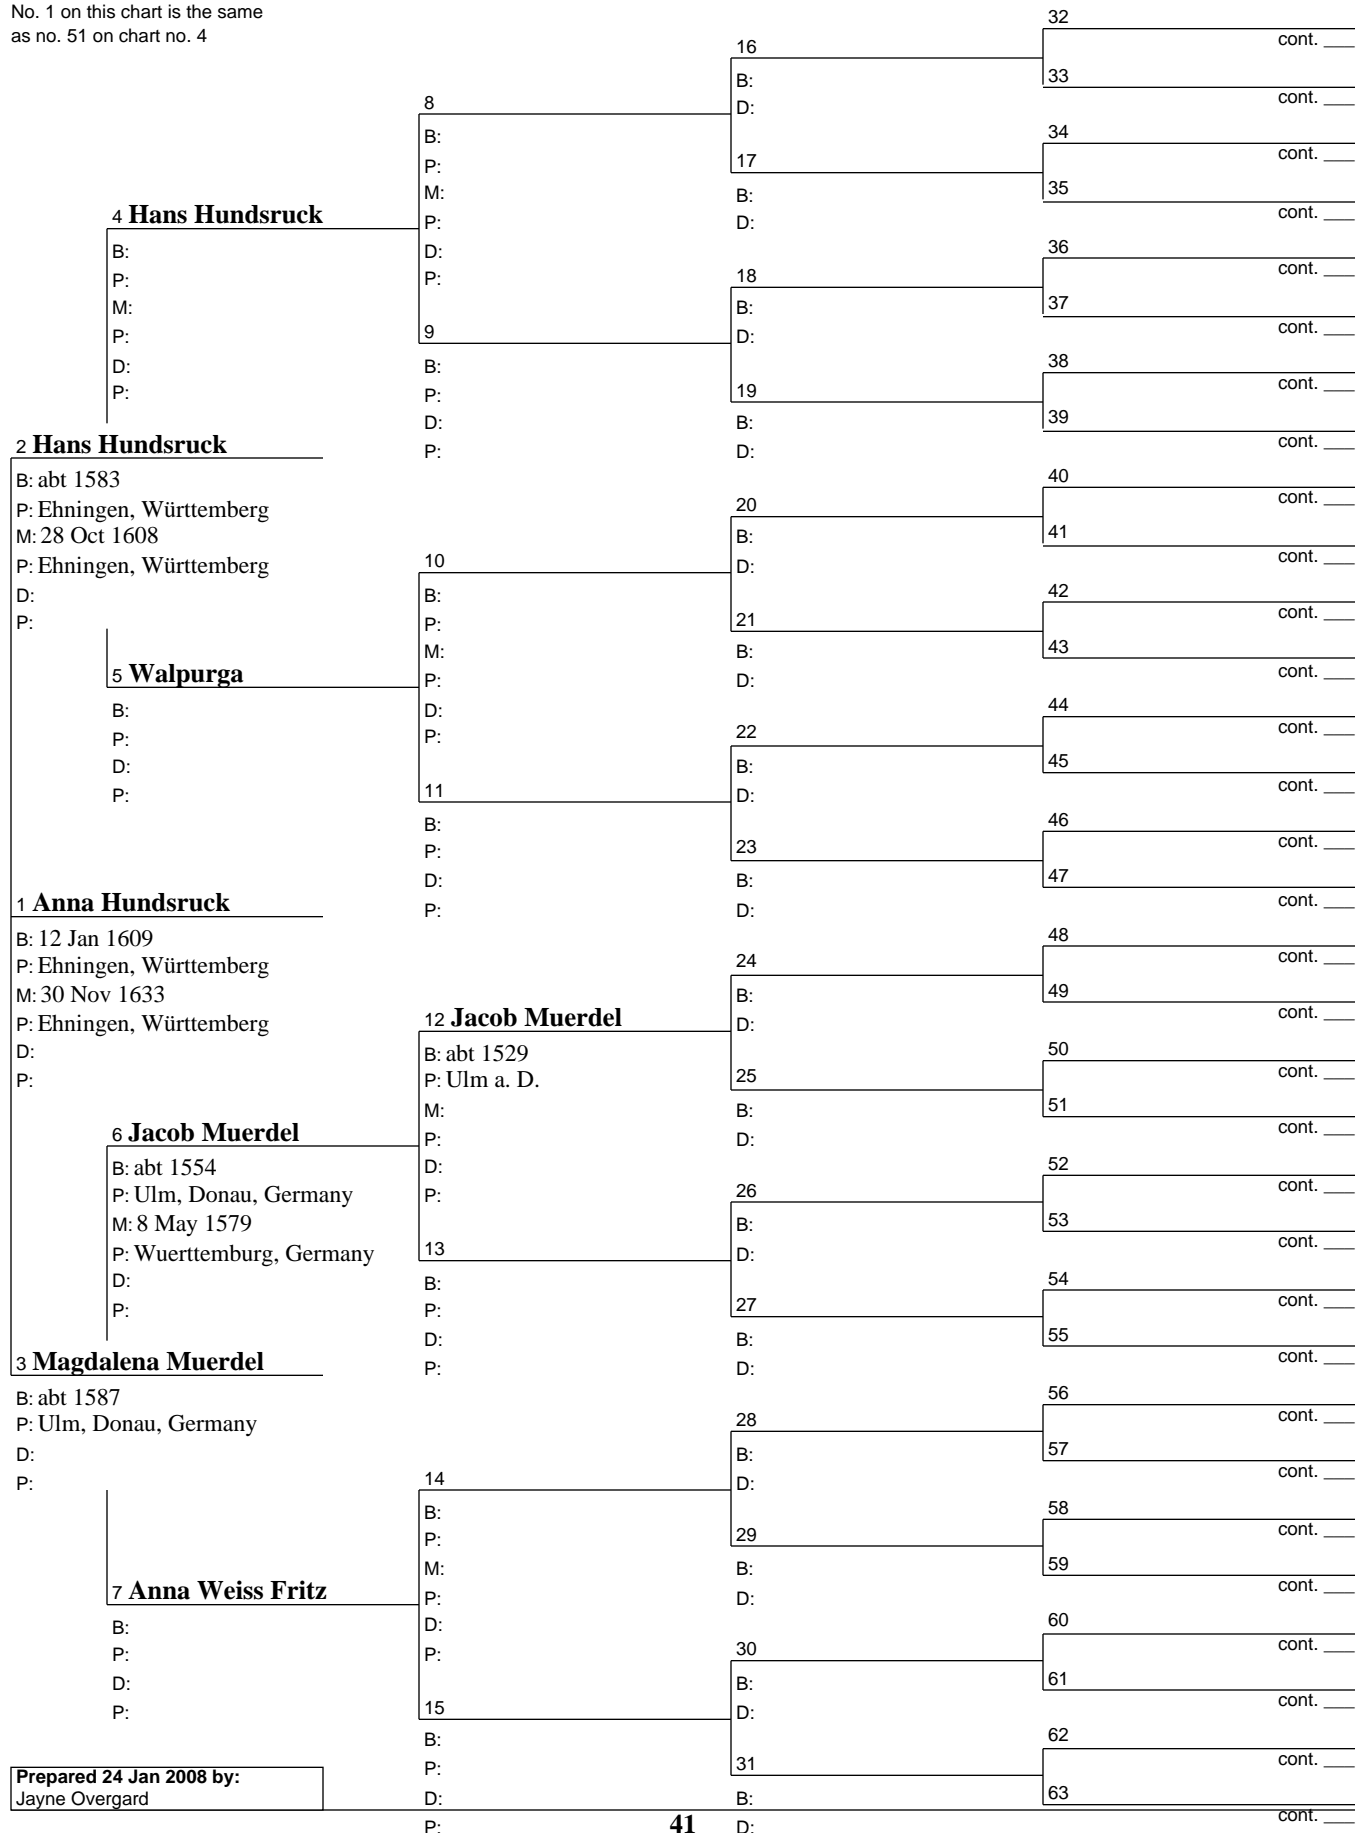 No. 1 on this chart is the same
as no. 51 on chart no. 4
2 Hans Hundsruck
B: abt 1583
P: Ehningen, Württemberg
M: 28 Oct 1608
P: Ehningen, Württemberg
D:
P:
1 Anna Hundsruck
B: 12 Jan 1609
P: Ehningen, Württemberg
M: 30 Nov 1633
P: Ehningen, Württemberg
D:
P:
3 Magdalena Muerdel
B: abt 1587
P: Ulm, Donau, Germany
D:
P:
4 Hans Hundsruck
B:
P:
M:
P:
D:
P:
5 Walpurga
B:
P:
D:
P:
6 Jacob Muerdel
B: abt 1554
P: Ulm, Donau, Germany
M: 8 May 1579
P: Wuerttemburg, Germany
D:
P:
7 Anna Weiss Fritz
B:
P:
D:
P:
8
B:
P:
M:
P:
D:
P:
9
B:
P:
D:
P:
10
B:
P:
M:
P:
D:
P:
11
B:
P:
D:
P:
12 Jacob Muerdel
B: abt 1529
P: Ulm a. D.
M:
P:
D:
P:
13
B:
P:
D:
P:
14
B:
P:
M:
P:
D:
P:
15
B:
P:
D:
P:
16
B:
D:
17
B:
D:
18
B:
D:
19
B:
D:
20
B:
D:
21
B:
D:
22
B:
D:
23
B:
D:
24
B:
D:
25
B:
D:
26
B:
D:
27
B:
D:
28
B:
D:
29
B:
D:
30
B:
D:
31
B:
D:
32
cont. ___
33
cont. ___
34
cont. ___
35
cont. ___
36
cont. ___
37
cont. ___
38
cont. ___
39
cont. ___
40
cont. ___
41
cont. ___
42
cont. ___
43
cont. ___
44
cont. ___
45
cont. ___
46
cont. ___
47
cont. ___
48
cont. ___
49
cont. ___
50
cont. ___
51
cont. ___
52
cont. ___
53
cont. ___
54
cont. ___
55
cont. ___
56
cont. ___
57
cont. ___
58
cont. ___
59
cont. ___
60
cont. ___
61
cont. ___
62
cont. ___
63
cont. ___
Prepared 24 Jan 2008 by:
Jayne Overgard
41